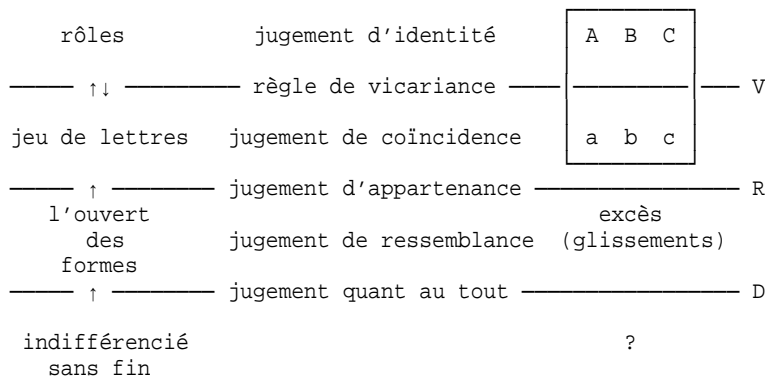 rôles jugement d'identité A B C
↑↓ règle de vicariance V
jeu de lettres jugement de coïncidence a b c
↑ jugement d'appartenance R
l'ouvert excès
des jugement de ressemblance (glissements)
formes
↑ jugement quant au tout D
indifférencié ?
sans fin